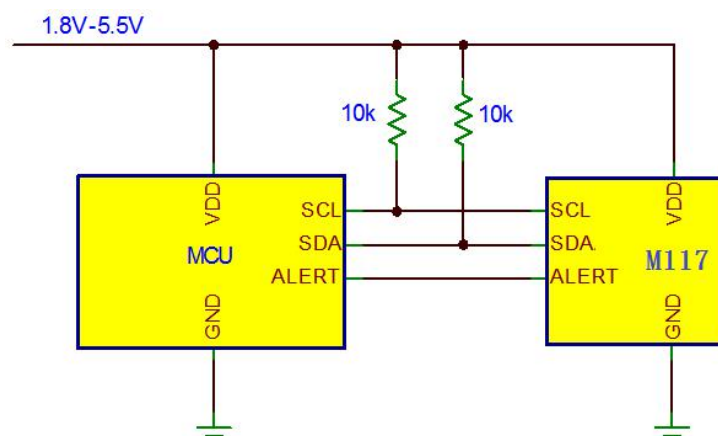 1.8V-5.5V
10k
10k
VDD
SCL
SDA
ALERT
MCU
GND
VDD
SCL
SDA
ALERT
M117
GND